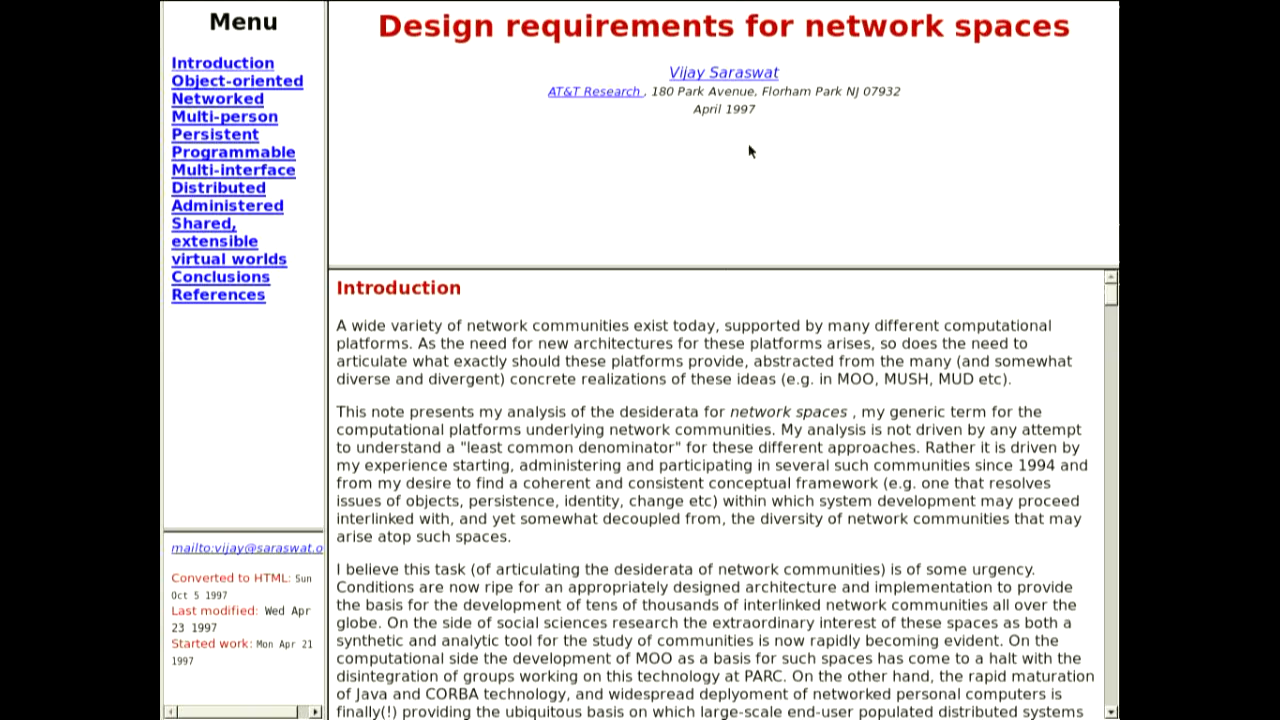 Menu
Introduction
Object-oriented
Networked
Multi-person
Persistent
Programmable
Multi-interface
Distributed
Administered
Shared,
extensible
virtual worlds
Conclusions
References
mailto:vijay@saraswat.o
Converted to HTML: Sun
Oct 5 1997
Last modified: Wed Apr
23 1997
Started work: Mon Apr 21
1997
Design requirements for network spaces
Vijay Saraswat
AT&T Research , 180 Park Avenue, Florham Park NJ 07932
April 1997
Introduction
A wide variety of network communities exist today, supported by many different computational
platforms. As the need for new architectures for these platforms arises, so does the need to
articulate what exactly should these platforms provide, abstracted from the many (and somewhat
diverse and divergent) concrete realizations of these ideas (e.g. in MOO, MUSH, MUD etc).
This note presents my analysis of the desiderata for network spaces , my generic term for the
computational platforms underlying network communities. My analysis is not driven by any attempt
to understand a "least common denominator" for these different approaches. Rather it is driven by
my experience starting, administering and participating in several such communities since 1994 and
from my desire to find a coherent and consistent conceptual framework (e.g. one that resolves
issues of objects, persistence, identity, change etc) within which system development may proceed
interlinked with, and yet somewhat decoupled from, the diversity of network communities that may
arise atop such spaces.
I believe this task (of articulating the desiderata of network communities) is of some urgency.
Conditions are now ripe for an appropriately designed architecture and implementation to provide
the basis for the development of tens of thousands of interlinked network communities all over the
globe. On the side of social sciences research the extraordinary interest of these spaces as both a
synthetic and analytic tool for the study of communities is now rapidly becoming evident. On the
computational side the development of MOO as a basis for such spaces has come to a halt with the
disintegration of groups working on this technology at PARC. On the other hand, the rapid maturation
of Java and CORBA technology, and widespread deplyoment of networked personal computers is
finally(!) providing the ubiquitous basis on which large-scale end-user populated distributed systems